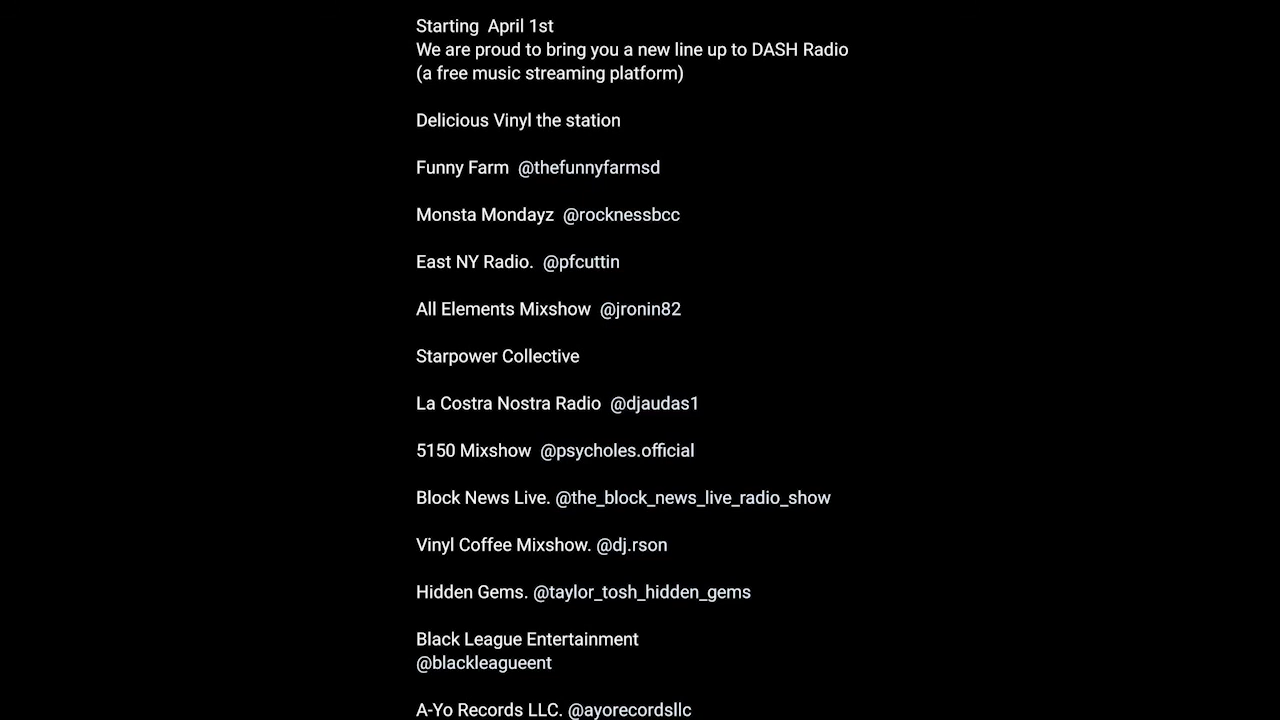 Starting  April 1st
We are proud to bring you a new line up to DASH Radio
(a free music streaming platform)
Delicious Vinyl the station
Funny Farm  @thefunnyfarmsd
Monsta Mondayz  @rocknessbcc
East NY Radio.  @pfcuttin
All Elements Mixshow  @jronin82
Starpower Collective
La Costra Nostra Radio  @djaudas1
5150 Mixshow  @psycholes.official
Block News Live. @the_block_news_live_radio_show
Vinyl Coffee Mixshow. @dj.rson
Hidden Gems. @taylor_tosh_hidden_gems
Black League Entertainment
@blackleagueent
A-Yo Records LLC. @ayorecordsllc